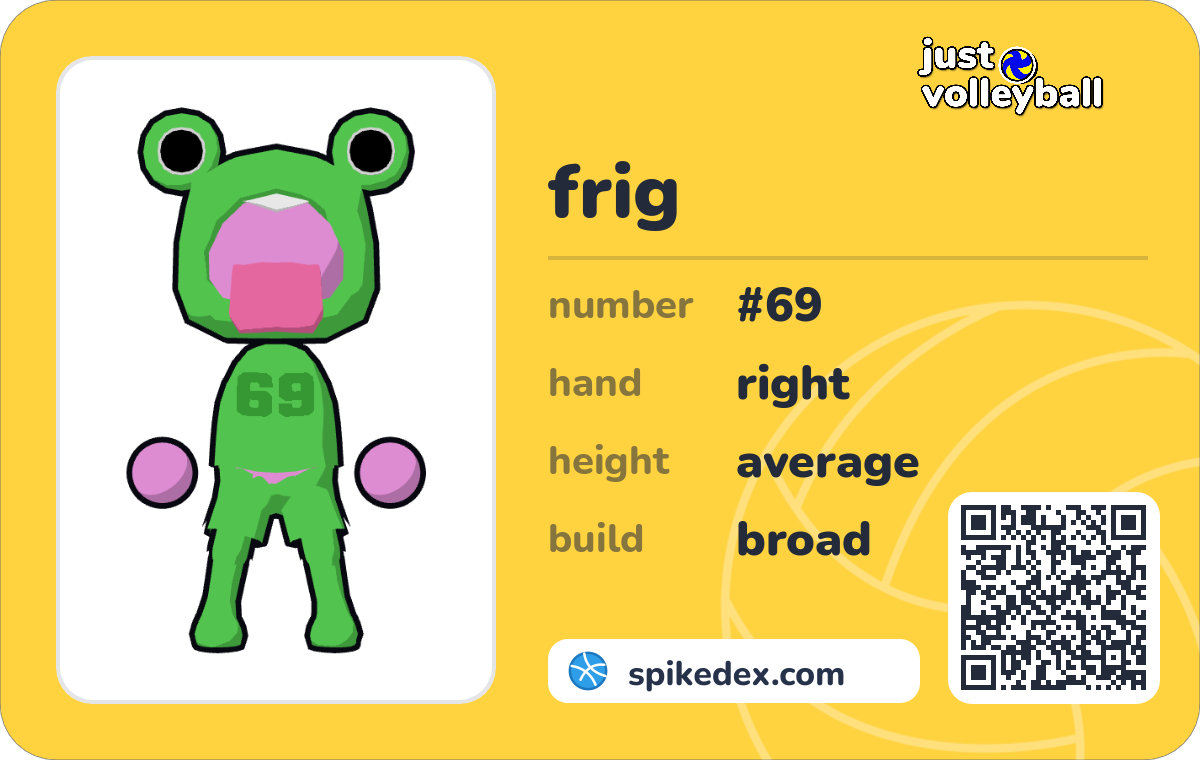 just
volleyball
frig
number #69
hand right
height average
build broad
69
spikedex.com